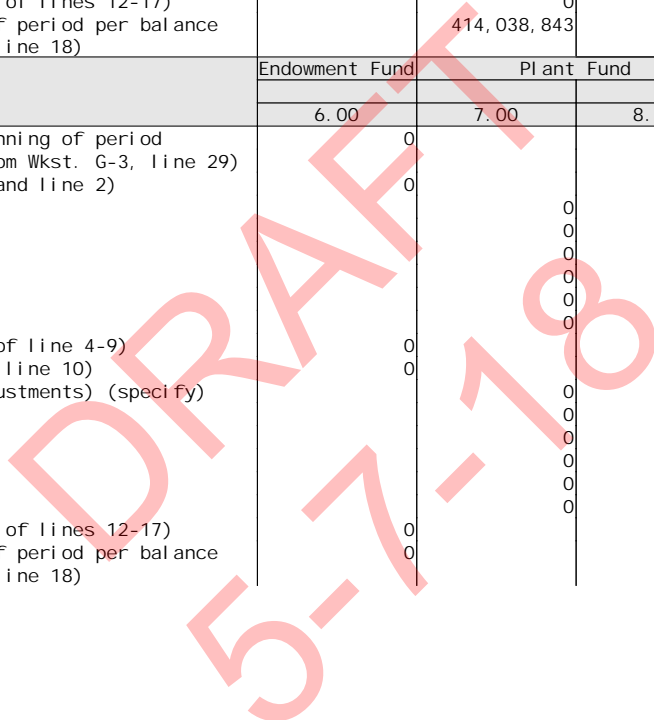 of lines 12-17) 0
f period per balance 414,038,843
ine 18)
Endowment Fund Plant Fund
6.00 7.00 8.
nning of period 0
om Wkst. G-3, line 29)
and line 2) 0
0
0
0
0
0
0
of line 4-9) 0
line 10) 0
ustments) (specify) 0
0
0
0
0
0
of lines 12-17) 0
f period per balance 0
ine 18)
DRAFT
5-7-18